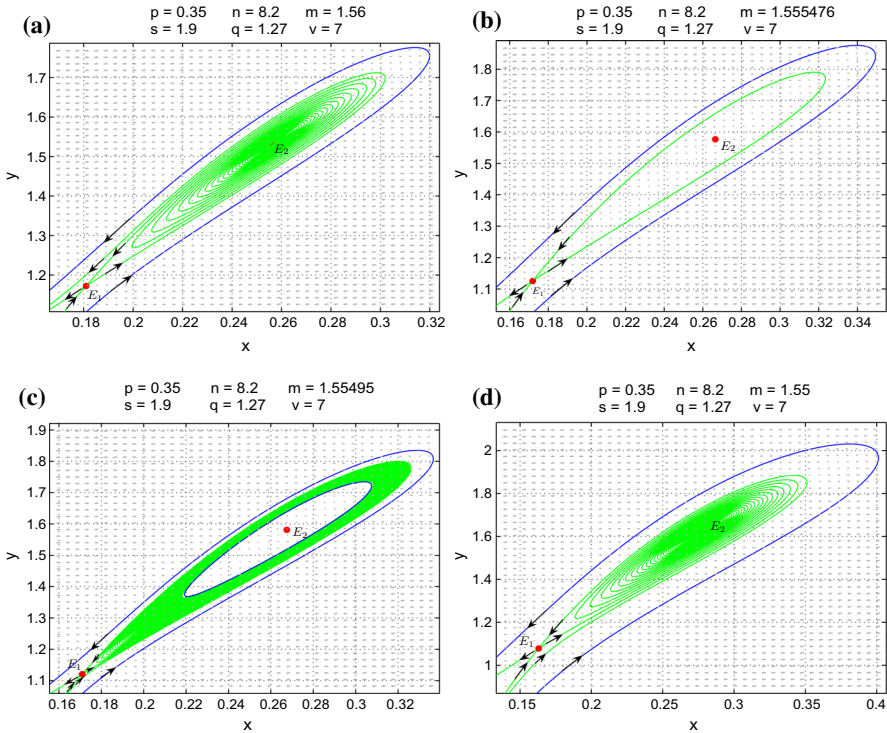 (a)
p = 0.35 n = 8.2 m = 1.56
s = 1.9 q = 1.27 v = 7
1.7
1.6
1.5
1.4
1.3
1.2
y
E2
E1
0.18 0.2 0.22 0.24 0.26 0.28 0.3 0.32
x
(b)
p = 0.35 n = 8.2 m = 1.555476
s = 1.9 q = 1.27 v = 7
1.8
1.7
1.6
1.5
1.4
1.3
1.2
1.1
y
E2
E1
0.16 0.18 0.2 0.22 0.24 0.26 0.28 0.3 0.32 0.34
x
(c)
p = 0.35 n = 8.2 m = 1.55495
s = 1.9 q = 1.27 v = 7
1.9
1.8
1.7
1.6
1.5
1.4
1.3
1.2
1.1
y
E2
E1
0.16 0.18 0.2 0.22 0.24 0.26 0.28 0.3 0.32
x
(d)
p = 0.35 n = 8.2 m = 1.55
s = 1.9 q = 1.27 v = 7
2
1.8
1.6
1.4
1.2
1
y
E2
E1
0.15 0.2 0.25 0.3 0.35 0.4
x